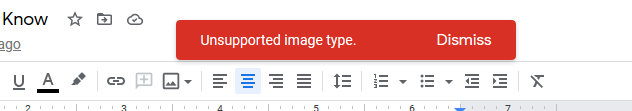 Know
Unsupported image type. Dismiss
ago
U A
2 3 4 5 6 7